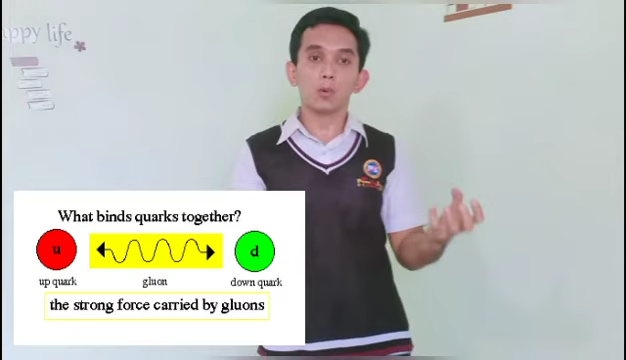 appy life
What binds quarks together?
u
d
up quark
gluon
down quark
the strong force carried by gluons